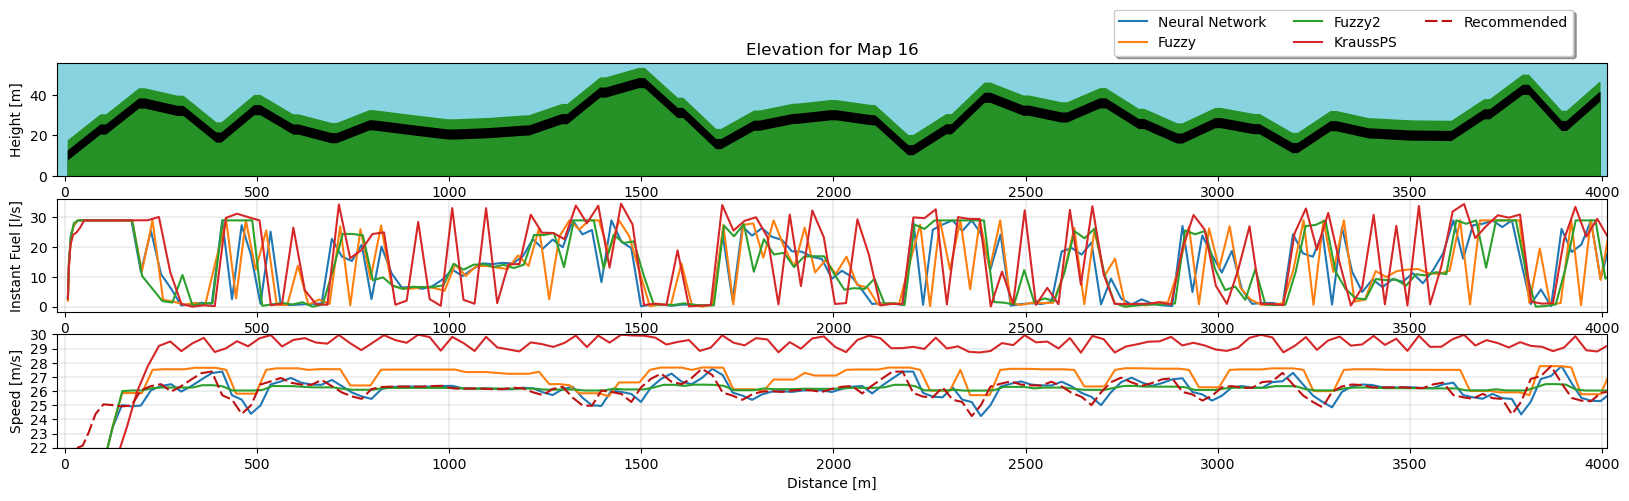 Neural Network
Fuzzy
Fuzzy2
KraussPS
Recommended
Elevation for Map 16
Height [m]
40
20
0
0 500 1000 1500 2000 2500 3000 3500 4000
Instant Fuel [l/s]
30
20
10
0
0 500 1000 1500 2000 2500 3000 3500 4000
Speed [m/s]
30
29
28
27
26
25
24
23
22
0 500 1000 1500 2000 2500 3000 3500 4000
Distance [m]